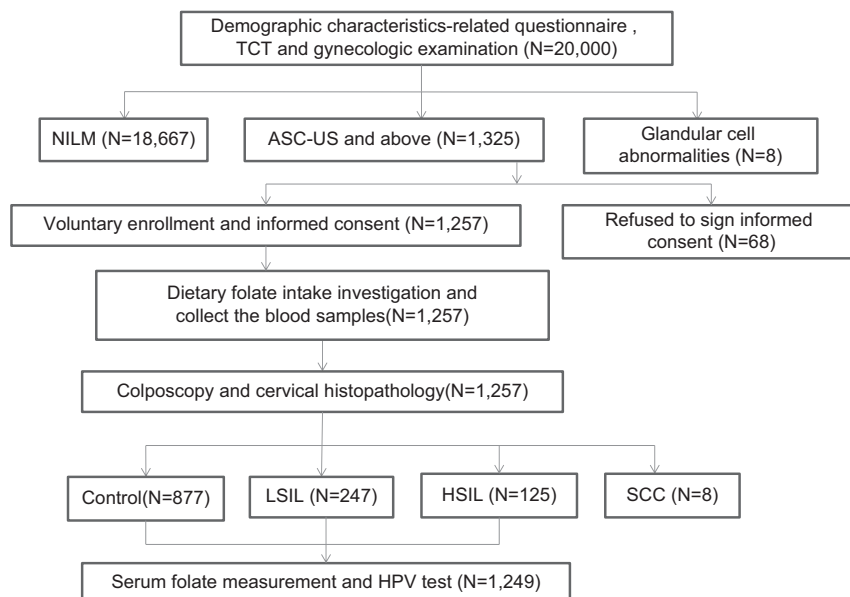 Demographic characteristics-related questionnaire ,
TCT and gynecologic examination (N=20,000)
NILM (N=18,667)
ASC-US and above (N=1,325)
Glandular cell
abnormalities (N=8)
Voluntary enrollment and informed consent (N=1,257)
Refused to sign informed
consent (N=68)
Dietary folate intake investigation and
collect the blood samples(N=1,257)
Colposcopy and cervical histopathology(N=1,257)
Control(N=877)
LSIL (N=247)
HSIL (N=125)
SCC (N=8)
Serum folate measurement and HPV test (N=1,249)